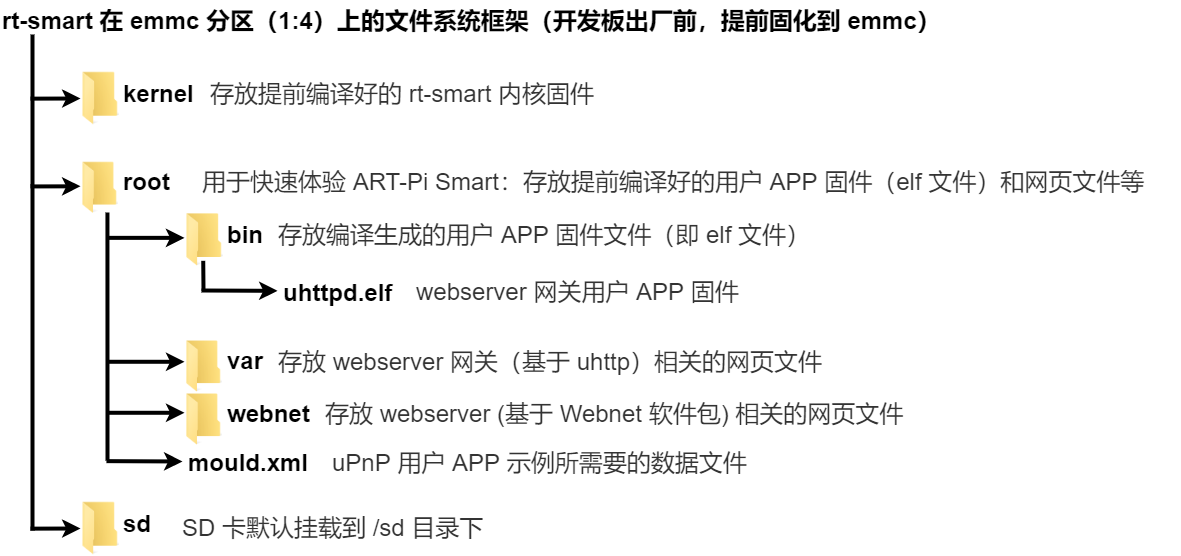 rt-smart 在 emmc 分区（1:4）上的文件系统框架（开发板出厂前，提前固化到 emmc）
kernel 存放提前编译好的 rt-smart 内核固件
root 用于快速体验 ART-Pi Smart：存放提前编译好的用户 APP 固件（elf 文件）和网页文件等
bin 存放编译生成的用户 APP 固件文件（即 elf 文件）
uhttpd.elf webserver 网关用户 APP 固件
var 存放 webserver 网关（基于 uhttp）相关的网页文件
webnet 存放 webserver (基于 Webnet 软件包) 相关的网页文件
mould.xml uPnP 用户 APP 示例所需要的数据文件
sd SD 卡默认挂载到 /sd 目录下